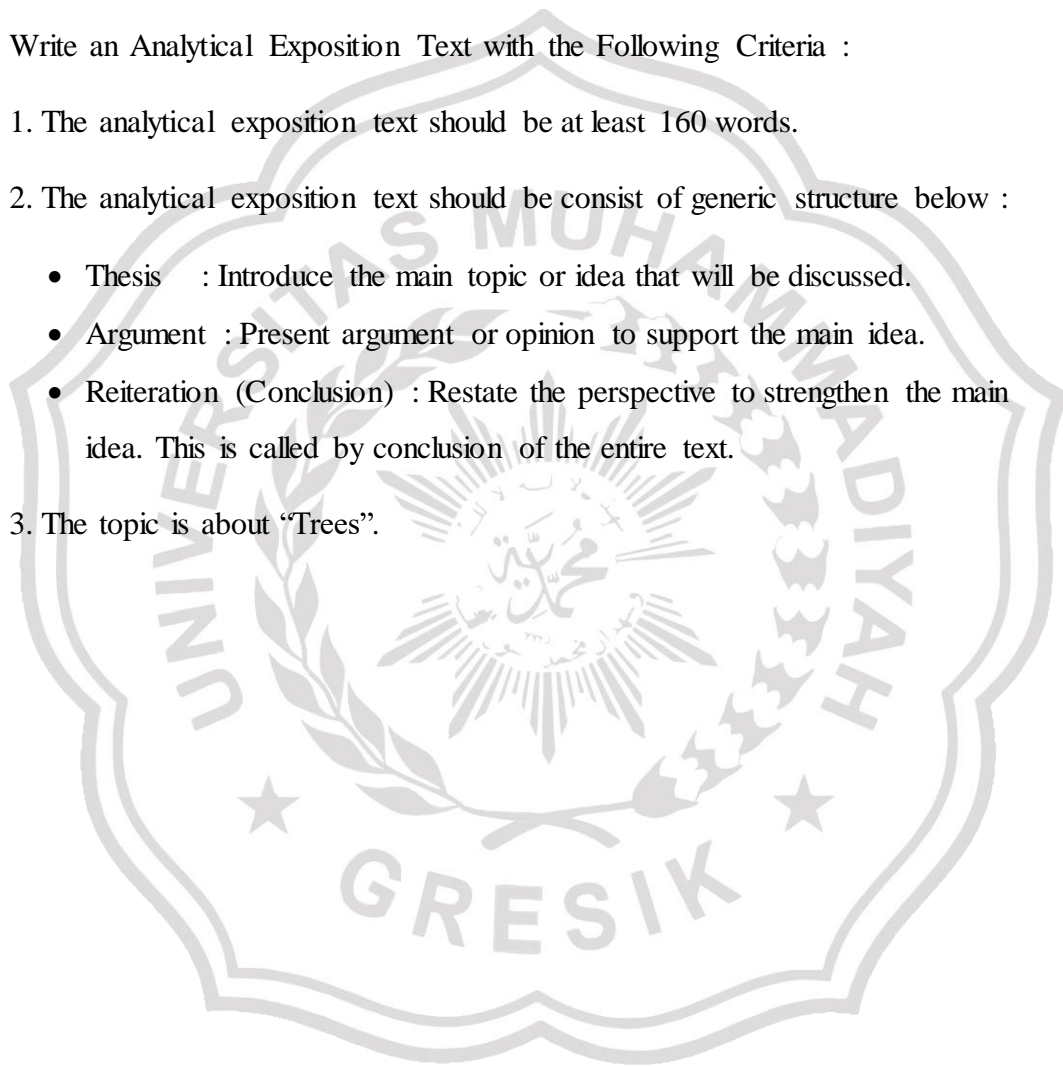 Write an Analytical Exposition Text with the Following Criteria :
1. The analytical exposition text should be at least 160 words.
2. The analytical exposition text should be consist of generic structure below :
• Thesis : Introduce the main topic or idea that will be discussed.
• Argument : Present argument or opinion to support the main idea.
• Reiteration (Conclusion) : Restate the perspective to strengthen the main
idea. This is called by conclusion of the entire text.
3. The topic is about “Trees”.
UNIVERSITAS MUHAMMADIYAH
محمدية
GRESIK